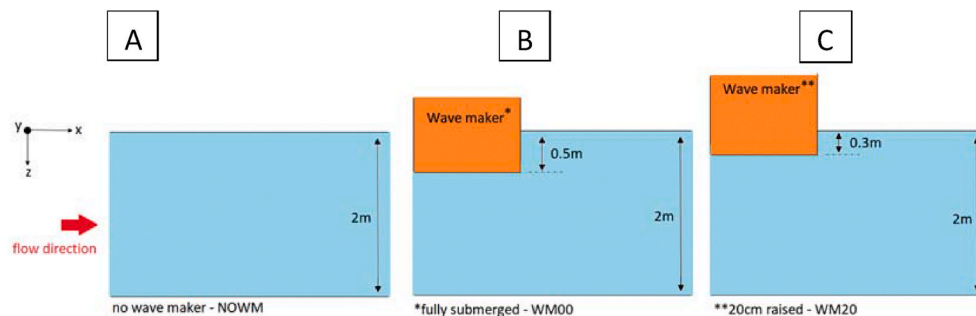 A
B
C
y
x
z
flow direction
2m
no wave maker - NOWM
Wave maker*
0.5m
2m
*fully submerged - WM00
Wave maker**
0.3m
2m
**20cm raised - WM20